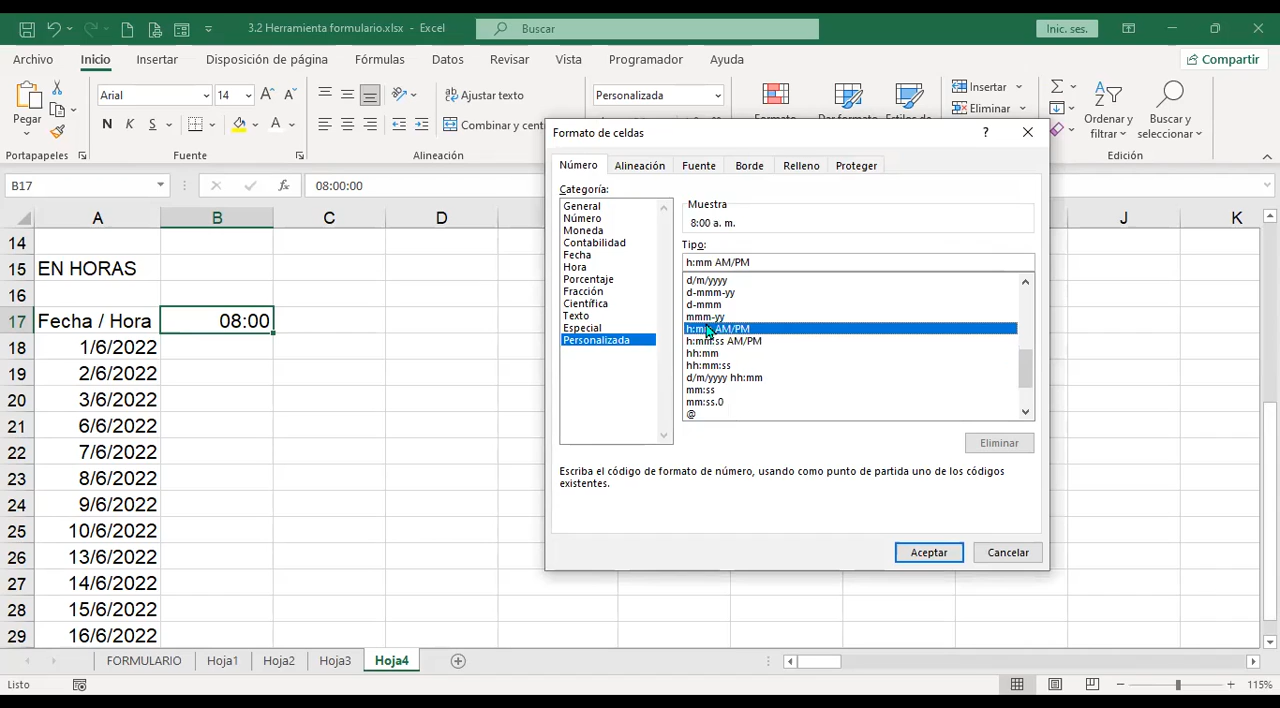 3.2 Herramienta formulario.xlsx - Excel
Buscar
Inic. ses.
Archivo Inicio Insertar Disposición de página Fórmulas Datos Revisar Vista Programador Ayuda
Compartir
Pegar
Portapapeles
Arial 14
N K S
Fuente
Ajustar texto
Combinar y cent
Alineación
Personalizada
Insertar
Eliminar
Ordenar y
filtrar
Buscar y
seleccionar
Edición
B17
fx 08:00:00
A B C D J K
14
15 EN HORAS
16
17 Fecha / Hora 08:00
18 1/6/2022
19 2/6/2022
20 3/6/2022
21 6/6/2022
22 7/6/2022
23 8/6/2022
24 9/6/2022
25 10/6/2022
26 13/6/2022
27 14/6/2022
28 15/6/2022
29 16/6/2022
Formato de celdas
Número Alineación Fuente Borde Relleno Proteger
Categoría:
General
Número
Moneda
Contabilidad
Fecha
Hora
Porcentaje
Fracción
Científica
Texto
Especial
Personalizada
Muestra
8:00 a. m.
Tipo:
h:mm AM/PM
d/m/yyyy
d-mmm-yy
d-mmm
mmm-yy
h:mm AM/PM
h:mm:ss AM/PM
hh:mm
hh:mm:ss
d/m/yyyy hh:mm
mm:ss
mm:ss.0
@
Eliminar
Escriba el código de formato de número, usando como punto de partida uno de los códigos
existentes.
Aceptar Cancelar
FORMULARIO Hoja1 Hoja2 Hoja3 Hoja4
Listo
115%